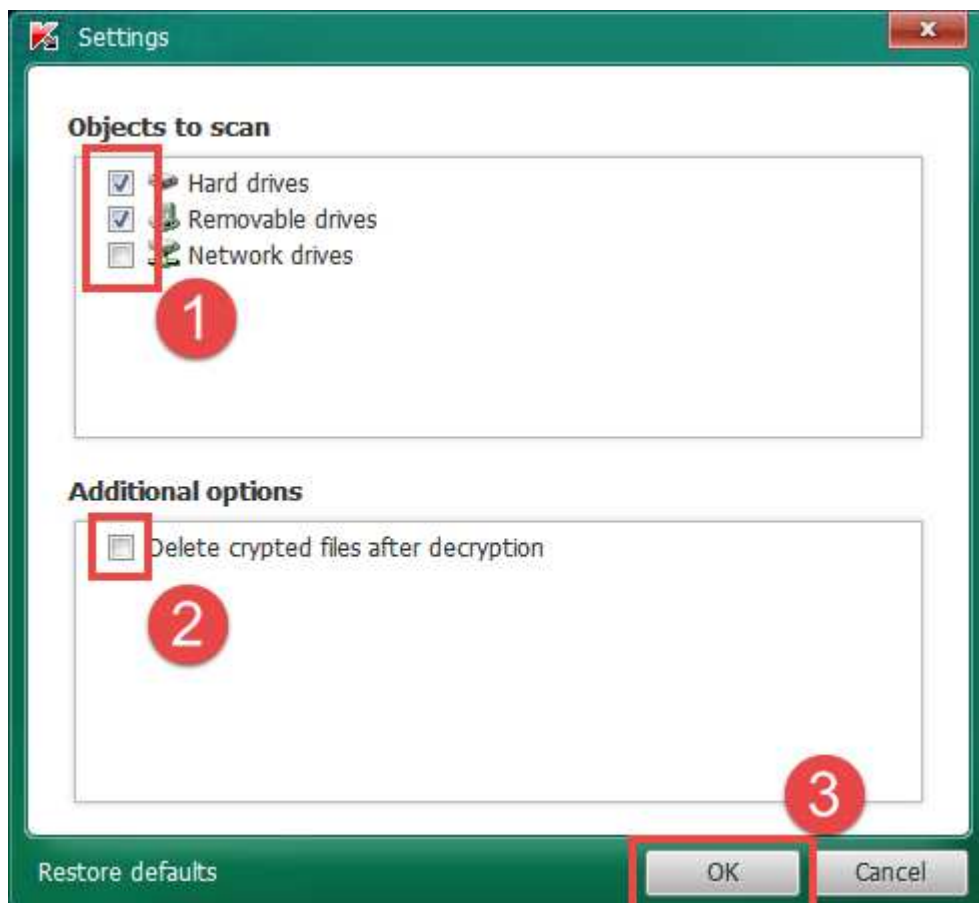 Settings
Objects to scan
Hard drives
Removable drives
Network drives
1
Additional options
Delete crypted files after decryption
2
3
Restore defaults
OK
Cancel